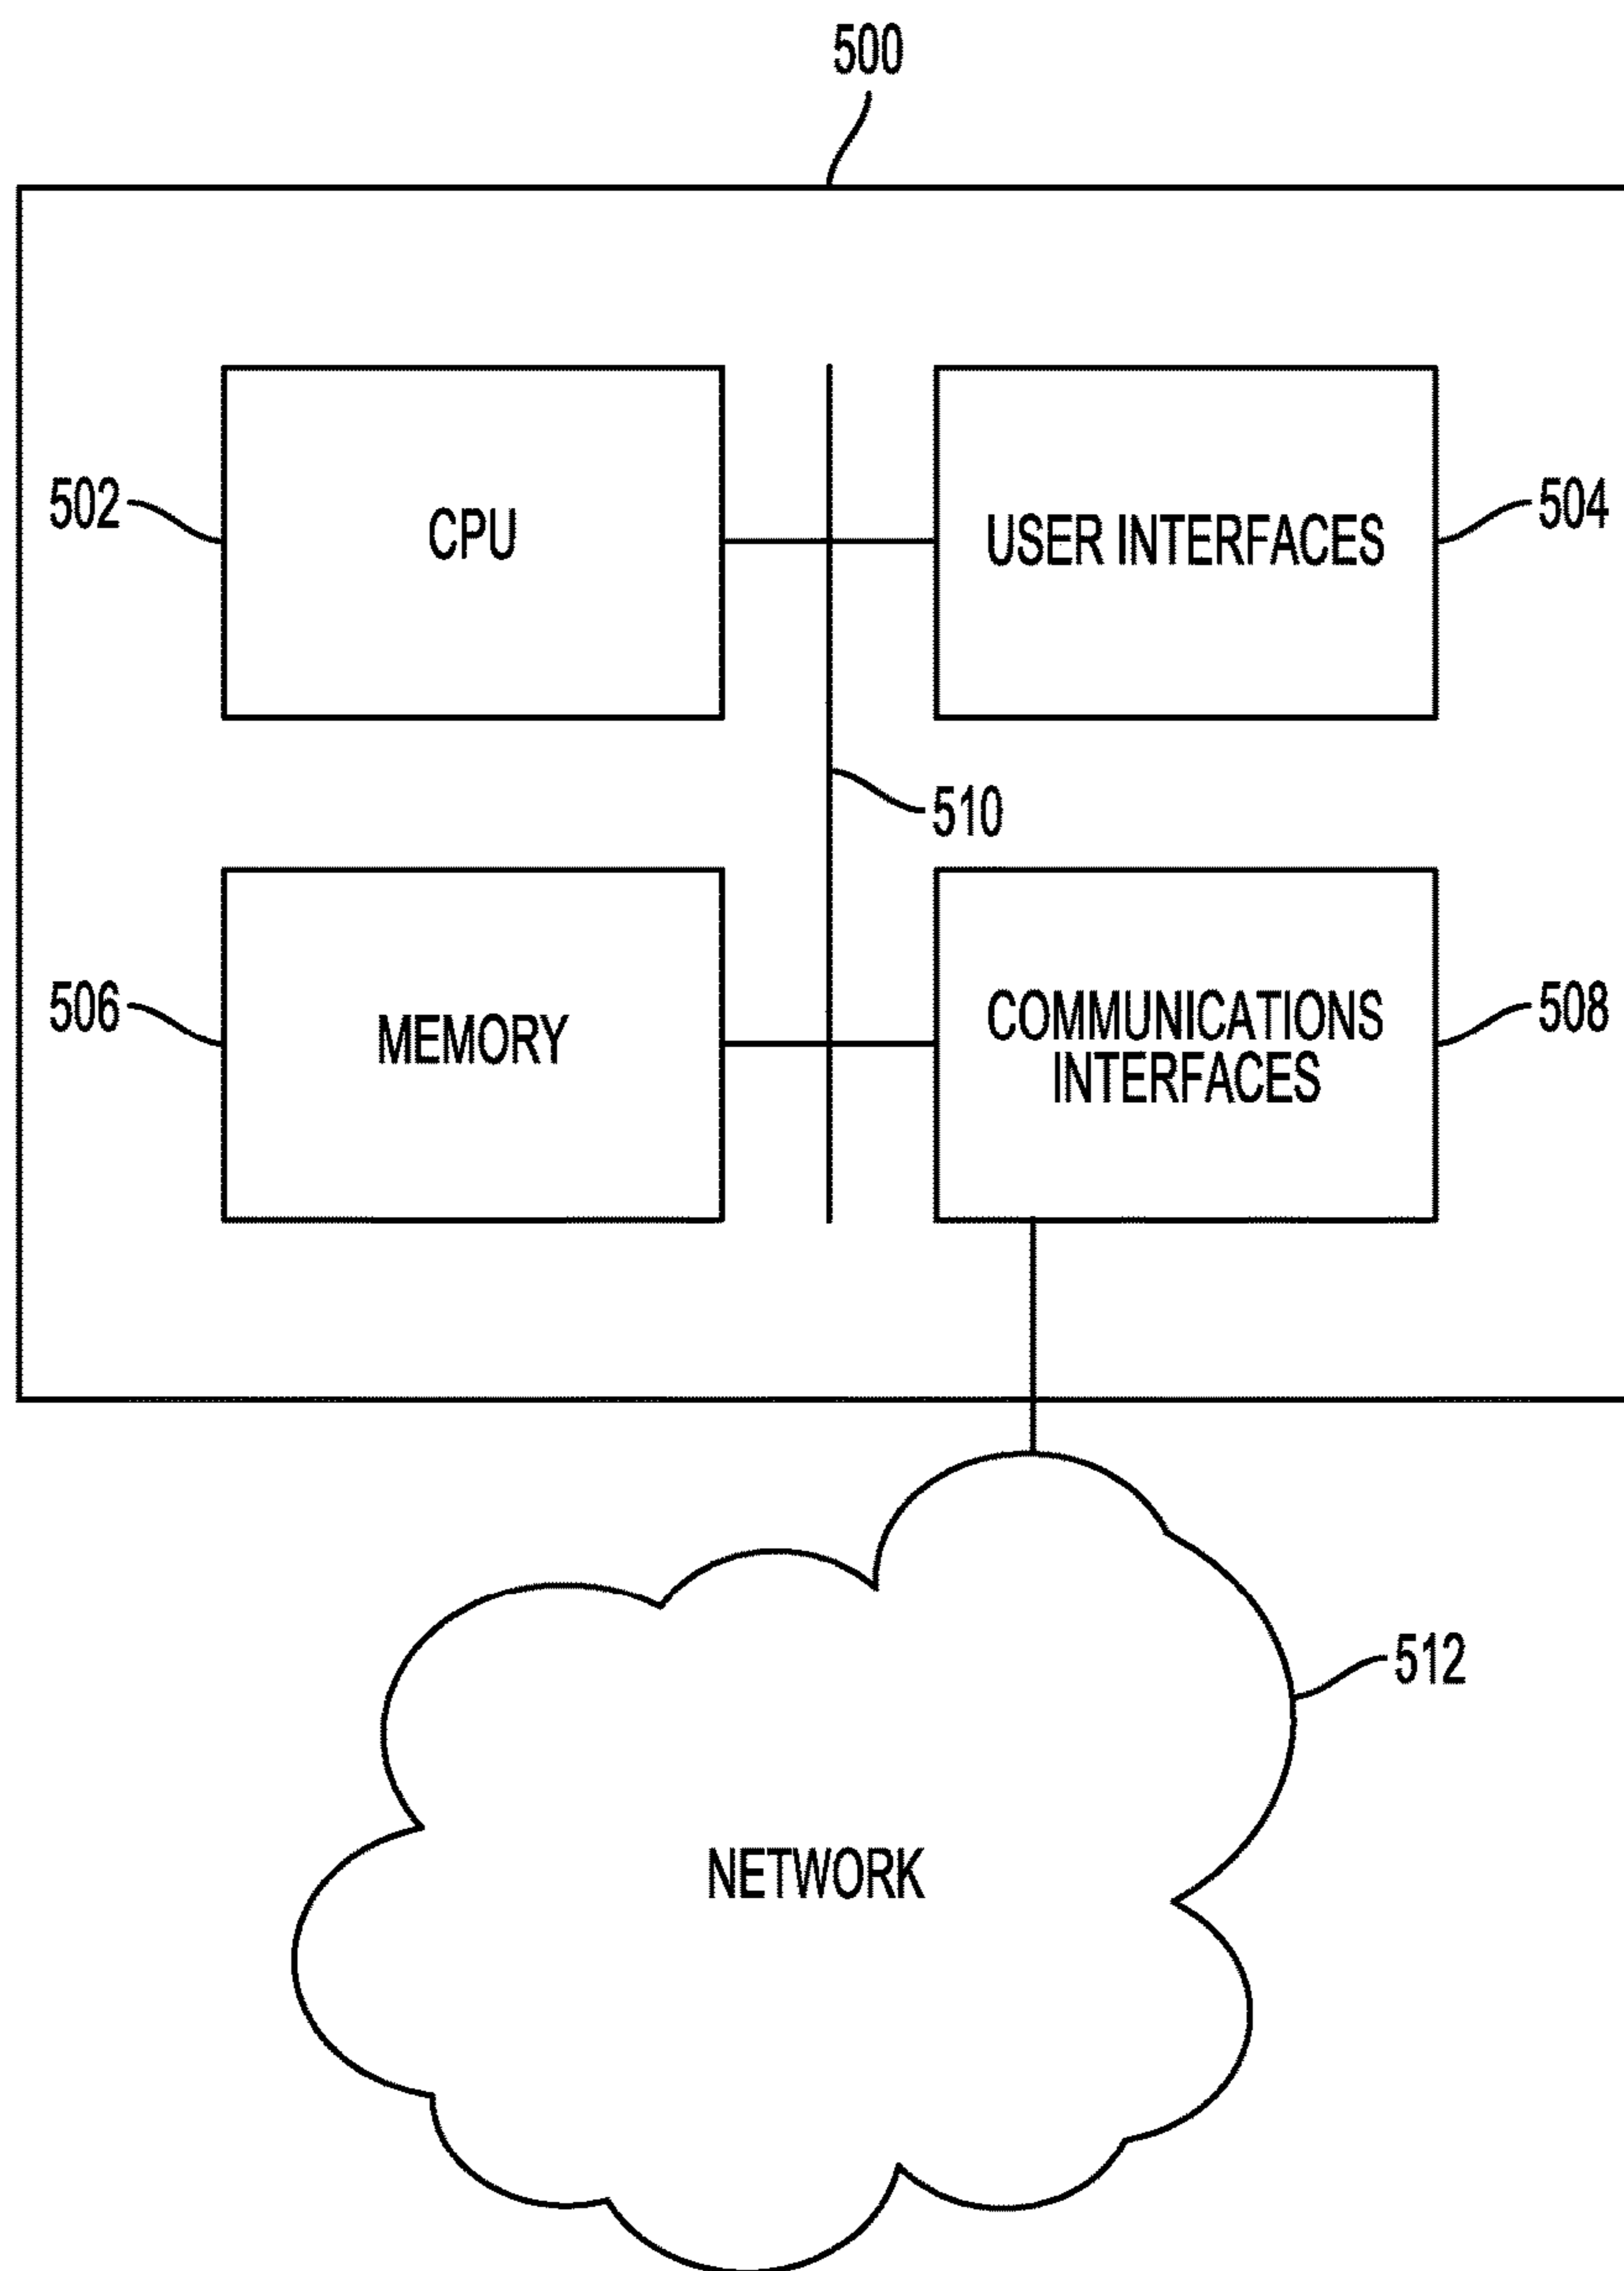 500
502
CPU
USER INTERFACES
504
510
506
MEMORY
COMMUNICATIONS
INTERFACES
508
512
NETWORK